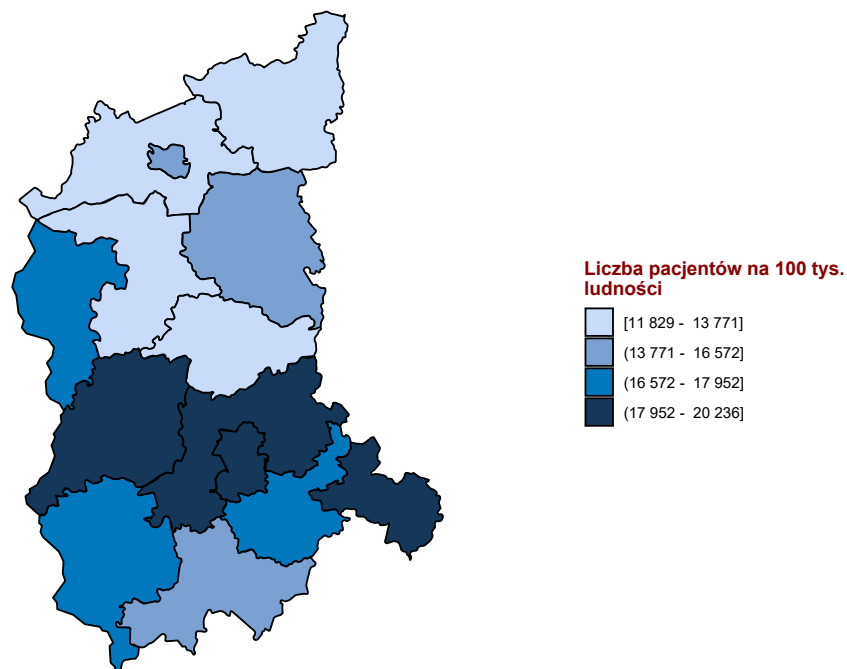 Liczba pacjentów na 100 tys.
ludności
[11 829 - 13 771]
(13 771 - 16 572]
(16 572 - 17 952]
(17 952 - 20 236]